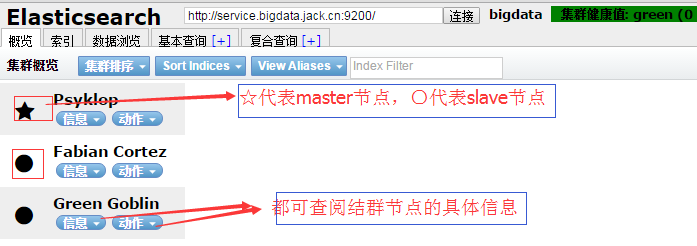 Elasticsearch http://service.bigdata.jack.cn:9200/ 连接 bigdata 集群健康值: green (0
概览 索引 数据浏览 基本查询 [+] 复合查询 [+]
集群概览 集群排序 Sort Indices View Aliases Index Filter
Psyklop
信息 动作
☆代表master节点，〇代表slave节点
Fabian Cortez
信息 动作
Green Goblin
信息 动作
都可查阅结群节点的具体信息